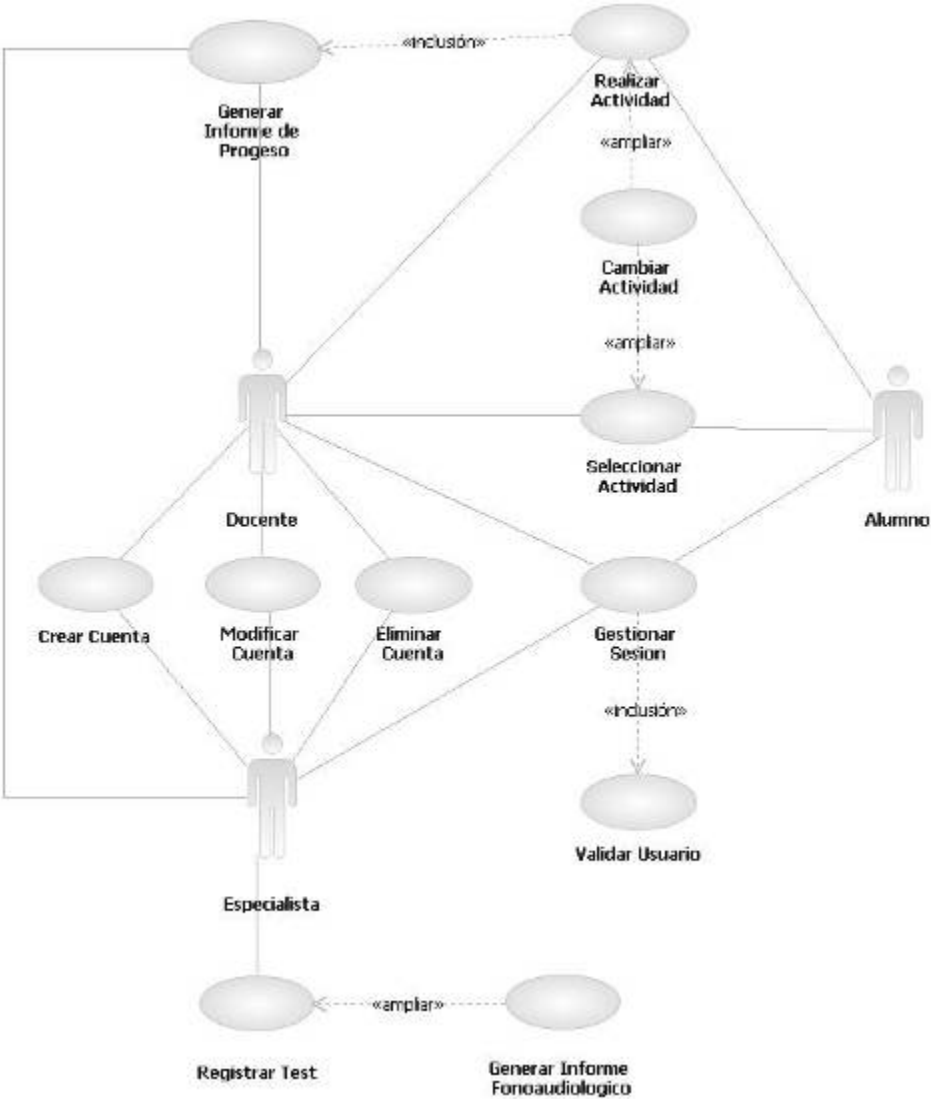 «inclusión»
Realizar
Actividad
Generar
Informe de
Progeso
«ampliar»
Cambiar
Actividad
«ampliar»
Seleccionar
Actividad
Docente
Alumno
Crear Cuenta
Modificar
Cuenta
Eliminar
Cuenta
Gestionar
Sesion
«inclusión»
Validar Usuario
Especialista
«ampliar»
Registrar Test
Generar Informe
Fonoaudiologico